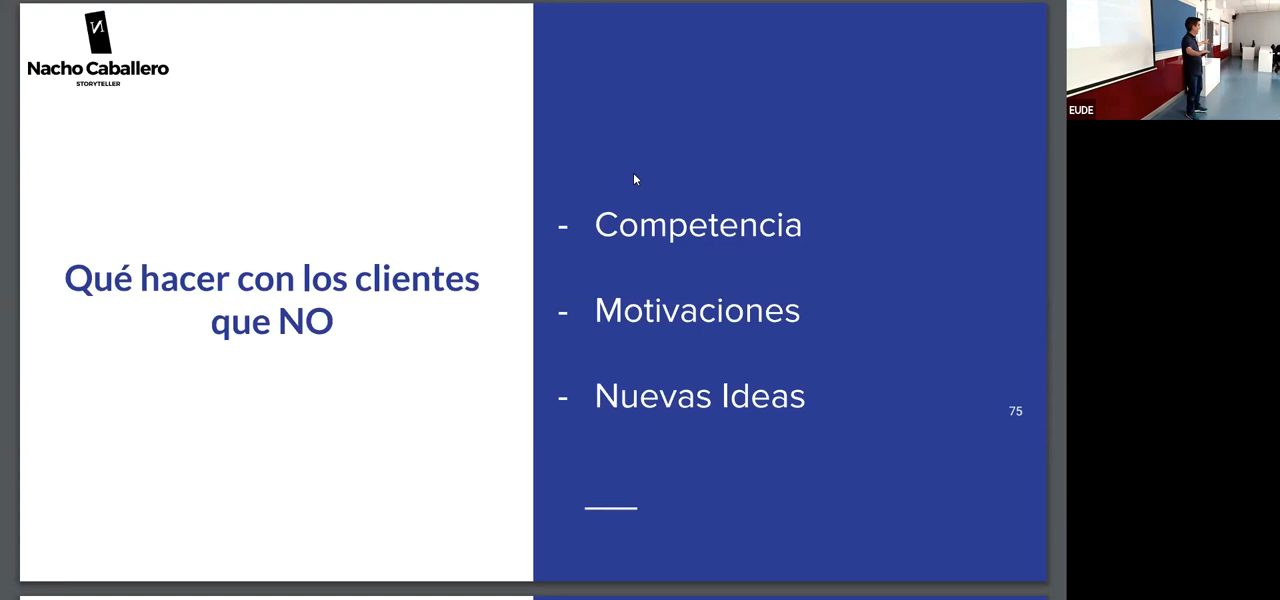 Nacho Caballero
STORYTELLER
Qué hacer con los clientes
que NO
- Competencia
- Motivaciones
- Nuevas Ideas
75
EUDE